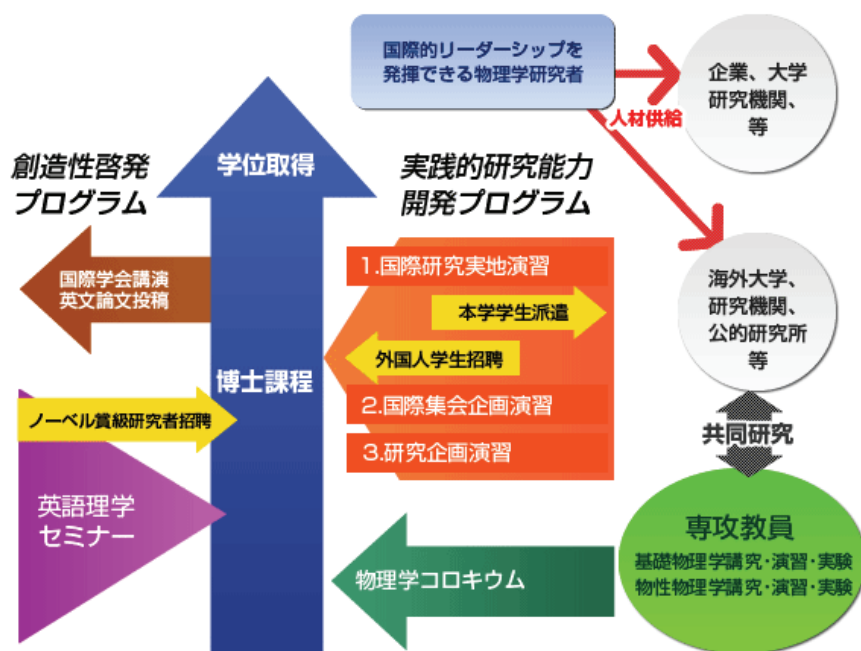 国際的リーダーシップを
発揮できる物理学研究者
企業、大学
研究機関、
等
人材供給
創造性啓発
プログラム
学位取得
実践的研究能力
開発プログラム
国際学会講演
英文論文投稿
1.国際研究実地演習
本学学生派遣
外国人学生招聘
海外大学、
研究機関、
公的研究所
等
博士課程
ノーベル賞級研究者招聘
2.国際集会企画演習
3.研究企画演習
共同研究
英語理学
セミナー
物理学コロキウム
専攻教員
基礎物理学講究・演習・実験
物性物理学講究・演習・実験